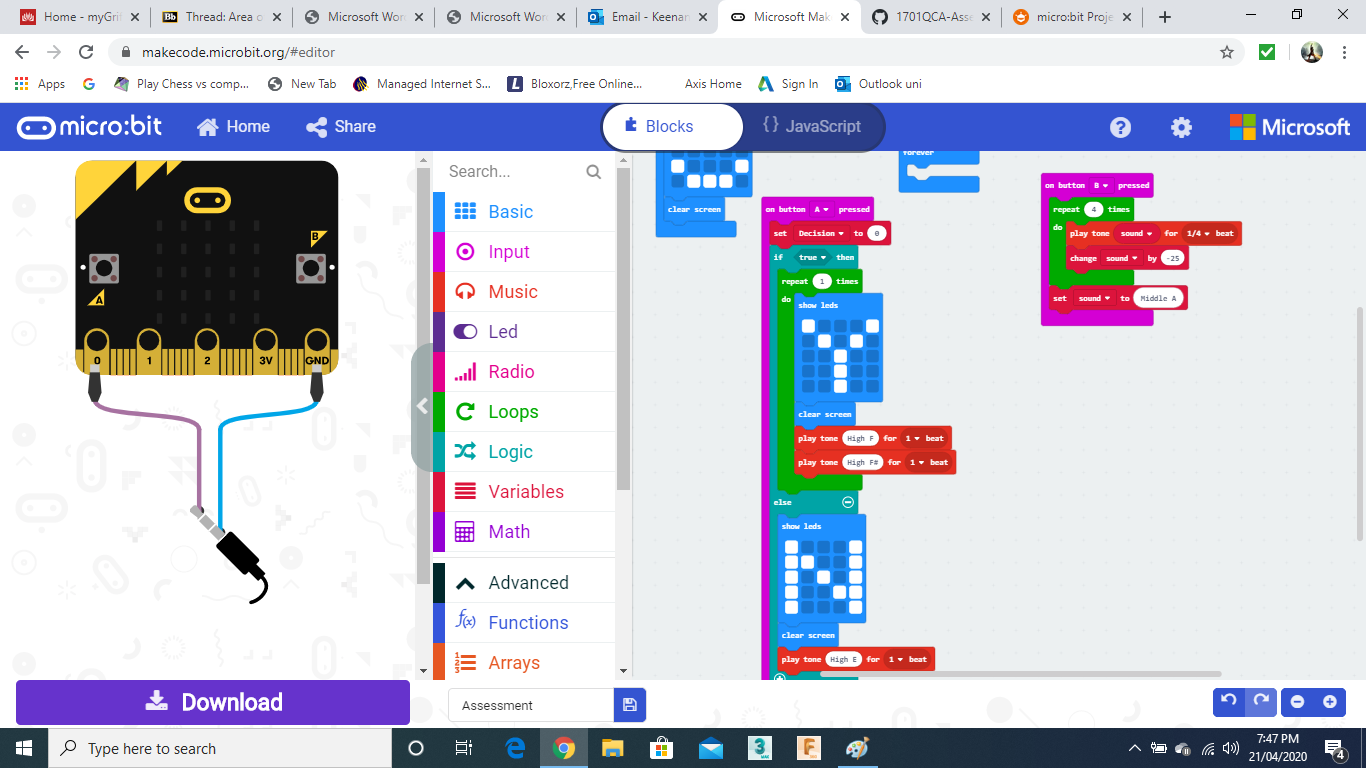 Home - myGrif
Thread: Area o
Microsoft Won
Microsoft Won
Email - Keenan
Microsoft Mak
1701QCA-Asse
micro:bit Proje
makecode.microbit.org/#editor
Apps
Play Chess vs comp...
New Tab
Managed Internet S...
Bloxorz,Free Online...
Axis Home
Sign In
Outlook uni
micro:bit
Home
Share
Blocks
{} JavaScript
?
Microsoft
B
A
0 1 2 3V GND
Download
Search...
Basic
Input
Music
Led
Radio
Loops
Logic
Variables
Math
Advanced
f(x) Functions
Arrays
Assessment
clear screen
forever
on button A pressed
set Decision to 0
if true then
repeat 1 times
do
show leds
clear screen
play tone High F for 1 beat
play tone High F# for 1 beat
else
show leds
clear screen
play tone High E for 1 beat
on button B pressed
repeat 4 times
do
play tone sound for 1/4 beat
change sound by -25
set sound to Middle A
Type here to search
7:47 PM
21/04/2020
4